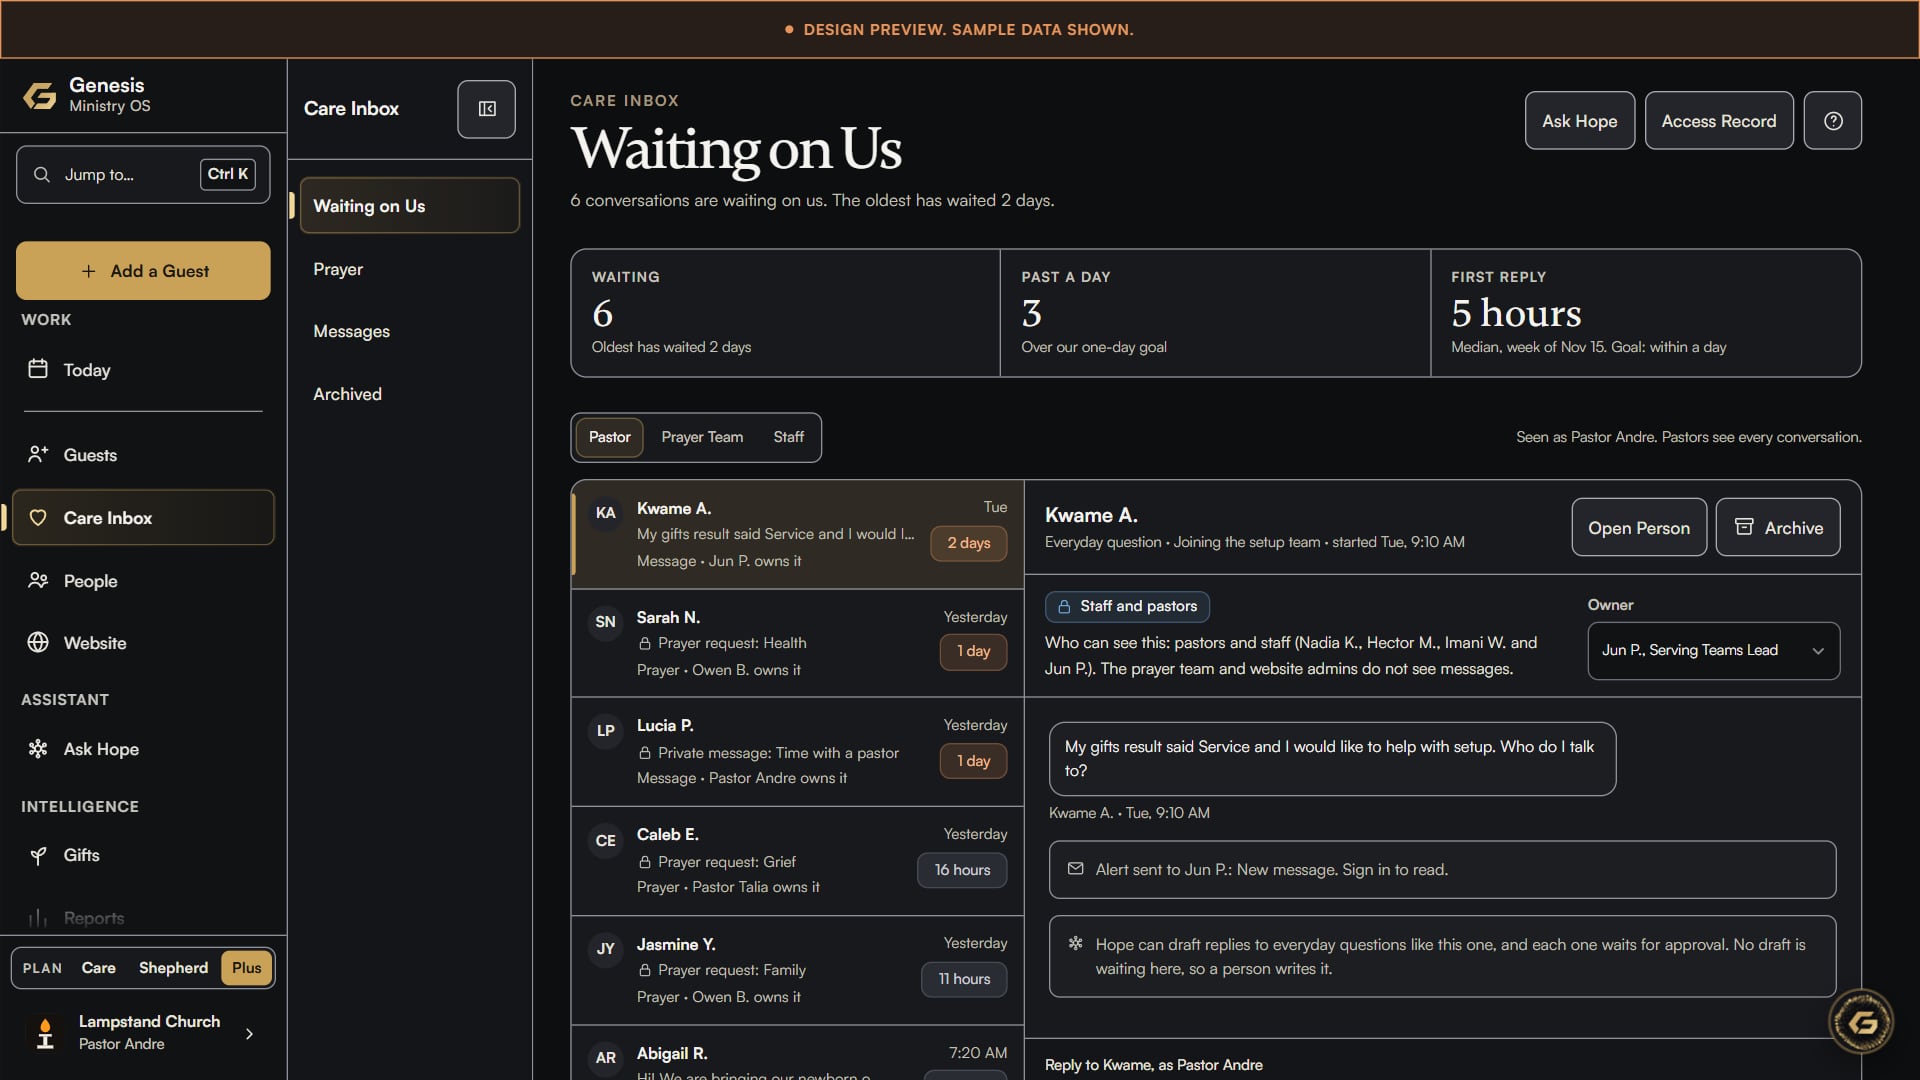 DESIGN PREVIEW. SAMPLE DATA SHOWN.
Genesis
Ministry OS
Jump to...
Ctrl K
Add a Guest
WORK
Today
Guests
Care Inbox
People
Website
ASSISTANT
Ask Hope
INTELLIGENCE
Gifts
Reports
PLAN
Care
Shepherd
Plus
Lampstand Church
Pastor Andre
Care Inbox
Waiting on Us
Prayer
Messages
Archived
CARE INBOX
Waiting on Us
6 conversations are waiting on us. The oldest has waited 2 days.
Ask Hope
Access Record
WAITING
6
Oldest has waited 2 days
PAST A DAY
3
Over our one-day goal
FIRST REPLY
5 hours
Median, week of Nov 15. Goal: within a day
Pastor
Prayer Team
Staff
Seen as Pastor Andre. Pastors see every conversation.
KA
Kwame A.
Tue
My gifts result said Service and I would l...
2 days
Message · Jun P. owns it
SN
Sarah N.
Yesterday
Prayer request: Health
1 day
Prayer · Owen B. owns it
LP
Lucia P.
Yesterday
Private message: Time with a pastor
1 day
Message · Pastor Andre owns it
CE
Caleb E.
Yesterday
Prayer request: Grief
16 hours
Prayer · Pastor Talia owns it
JY
Jasmine Y.
Yesterday
Prayer request: Family
11 hours
Prayer · Owen B. owns it
AR
Abigail R.
7:20 AM
Hi! We are bringing our newborn
Kwame A.
Everyday question · Joining the setup team · started Tue, 9:10 AM
Open Person
Archive
Staff and pastors
Who can see this: pastors and staff (Nadia K., Hector M., Imani W. and
Jun P.). The prayer team and website admins do not see messages.
Owner
Jun P., Serving Teams Lead
My gifts result said Service and I would like to help with setup. Who do I talk
to?
Kwame A. · Tue, 9:10 AM
Alert sent to Jun P.: New message. Sign in to read.
Hope can draft replies to everyday questions like this one, and each one waits for approval. No draft is
waiting here, so a person writes it.
Reply to Kwame, as Pastor Andre